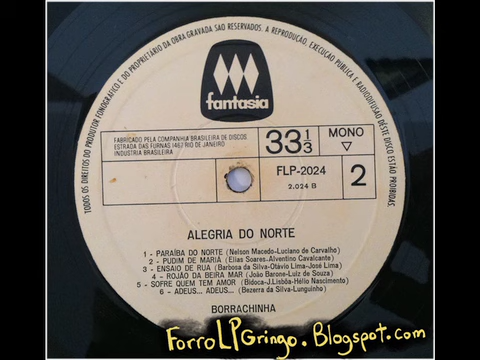 TODOS OS DIREITOS DO PRODUTOR FONOGRÁFICO E DO PROPRIETÁRIO DA OBRA GRAVADA SÃO RESERVADOS. A REPRODUÇÃO, EXECUÇÃO PÚBLICA E RADIODIFUSÃO DÊSTE DISCO ESTÃO PROIBIDAS.
fantasia
FABRICADO PELA COMPANHIA BRASILEIRA DE DISCOS
ESTRADA DAS FURNAS 1467 RIO DE JANEIRO
INDUSTRIA BRASILEIRA
33 1/3
MONO
FLP-2024
2.024 B
2
ALEGRIA DO NORTE
1 - PARAÍBA DO NORTE (Nelson Macedo-Luciano de Carvalho)
2 - PUDIM DE MARIÁ (Elias Soares-Alventino Cavalcante)
3 - ENSAIO DE RUA (Barbosa da Silva-Otávio Lima-José Lima)
4 - ROJÃO DA BEIRA MAR (João Barone-Luiz de Souza)
5 - SOFRE QUEM TEM AMOR (Bidoca-J.Lisbôa-Hélio Nascimento)
6 - ADEUS... ADEUS... (Bezerra da Silva-Lunguinho)
BORRACHINHA
ForroLPGringo.Blogspot.com